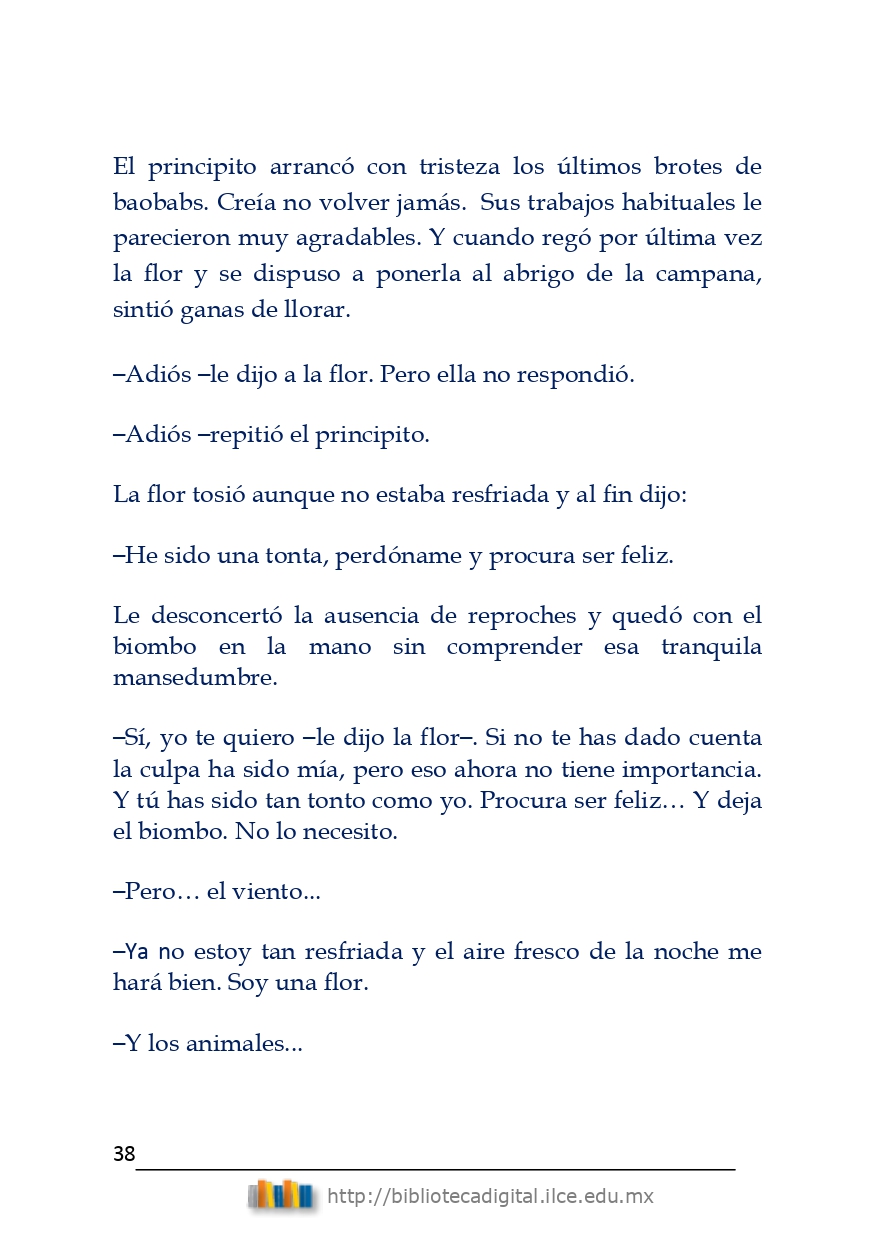 El principito arrancó con tristeza los últimos brotes de
baobabs. Creía no volver jamás.  Sus trabajos habituales le
parecieron muy agradables. Y cuando regó por última vez
la flor y se dispuso a ponerla al abrigo de la campana,
sintió ganas de llorar.
–Adiós –le dijo a la flor. Pero ella no respondió.
–Adiós –repitió el principito.
La flor tosió aunque no estaba resfriada y al fin dijo:
–He sido una tonta, perdóname y procura ser feliz.
Le desconcertó la ausencia de reproches y quedó con el
biombo en la mano sin comprender esa tranquila
mansedumbre.
–Sí, yo te quiero –le dijo la flor–. Si no te has dado cuenta
la culpa ha sido mía, pero eso ahora no tiene importancia.
Y tú has sido tan tonto como yo. Procura ser feliz… Y deja
el biombo. No lo necesito.
–Pero… el viento...
–Ya no estoy tan resfriada y el aire fresco de la noche me
hará bien. Soy una flor.
–Y los animales...
38
http://bibliotecadigital.ilce.edu.mx